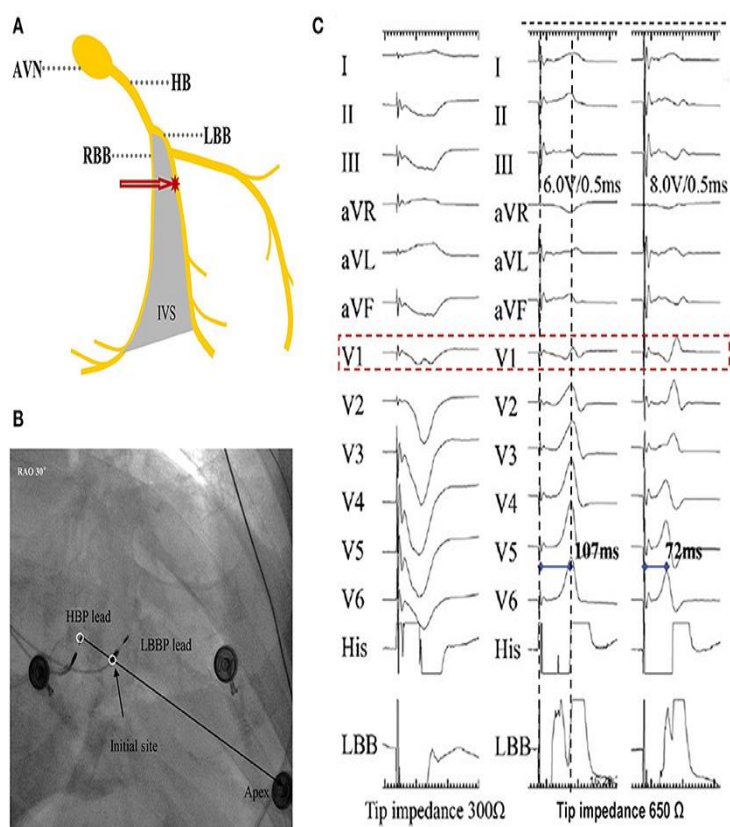 A
AVN
HB
LBB
RBB
IVS
B
RAO 30°
HBP lead
LBBP lead
Initial site
Apex
C
I
II
III
aVR
aVL
aVF
V1
V2
V3
V4
V5
V6
His
LBB
Tip impedance 300Ω
I
II
III
6.0V/0.5ms
8.0V/0.5ms
aVR
aVL
aVF
V1
V2
V3
V4
V5
107ms
72ms
V6
His
LBB
Tip impedance 650 Ω